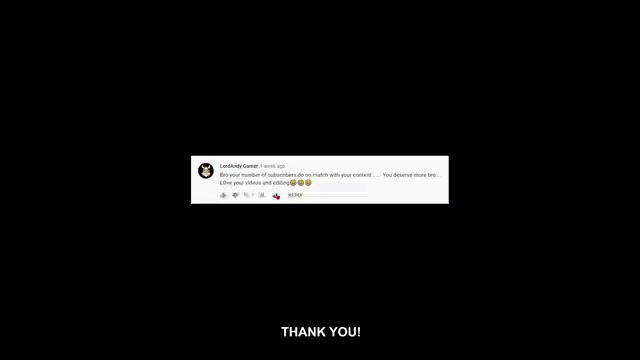 LordAndy Gamer 1 week ago
Bro your number of subscribers do no match with your content ..... You deserve more bro....
LOve your videos and editing😂😂😂
REPLY
THANK YOU!